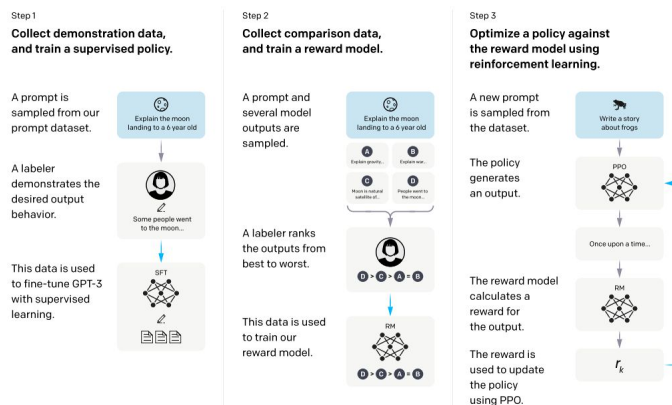 Step 1
Collect demonstration data,
and train a supervised policy.
A prompt is
sampled from our
prompt dataset.
Explain the moon
landing to a 6 year old
A labeler
demonstrates the
desired output
behavior.
Some people went
to the moon...
This data is used
to fine-tune GPT-3
with supervised
learning.
SFT
Step 2
Collect comparison data,
and train a reward model.
A prompt and
several model
outputs are
sampled.
Explain the moon
landing to a 6 year old
A
Explain gravity...
B
Explain war...
C
Moon is natural
satellite of...
D
People went to
the moon...
A labeler ranks
the outputs from
best to worst.
D > C > A = B
This data is used
to train our
reward model.
RM
D > C > A = B
Step 3
Optimize a policy against
the reward model using
reinforcement learning.
A new prompt
is sampled from
the dataset.
Write a story
about frogs
The policy
generates
an output.
PPO
Once upon a time...
The reward model
calculates a
reward for
the output.
RM
The reward is
used to update
the policy
using PPO.
r_k